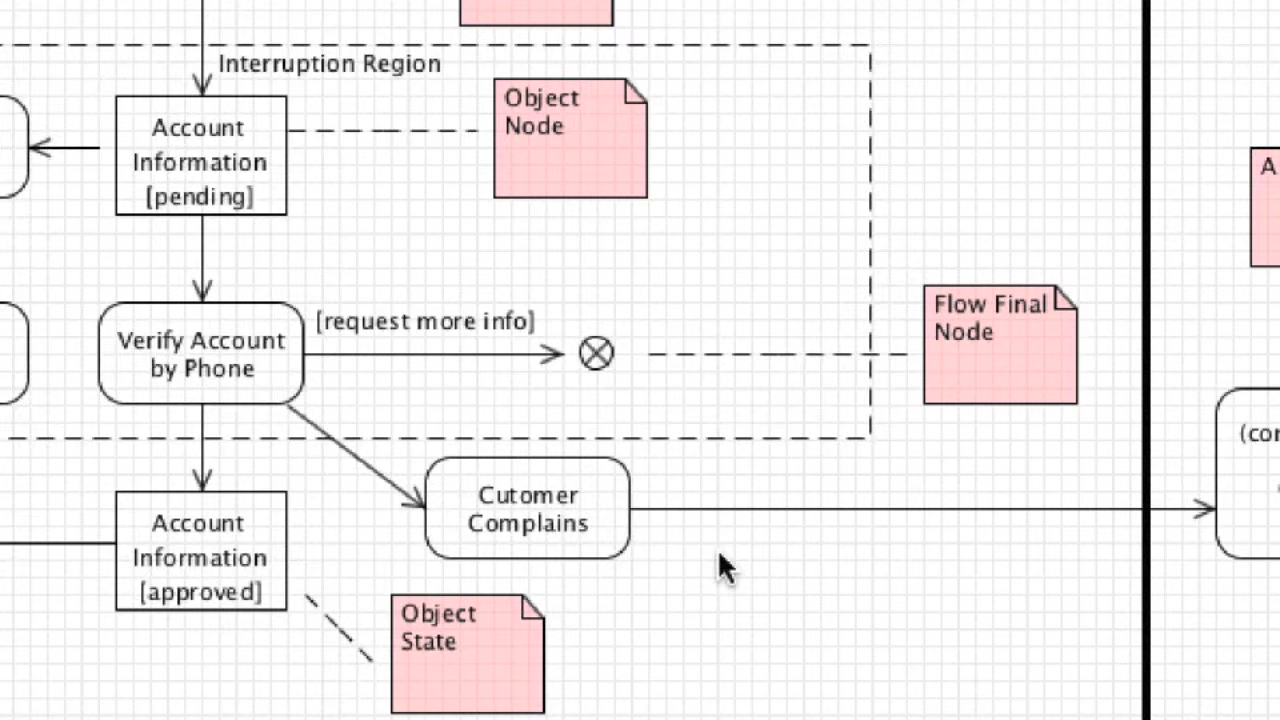 Interruption Region
Account
Information
[pending]
Object
Node
A
[request more info]
Verify Account
by Phone
Flow Final
Node
(cor
Cutomer
Complains
Account
Information
[approved]
Object
State